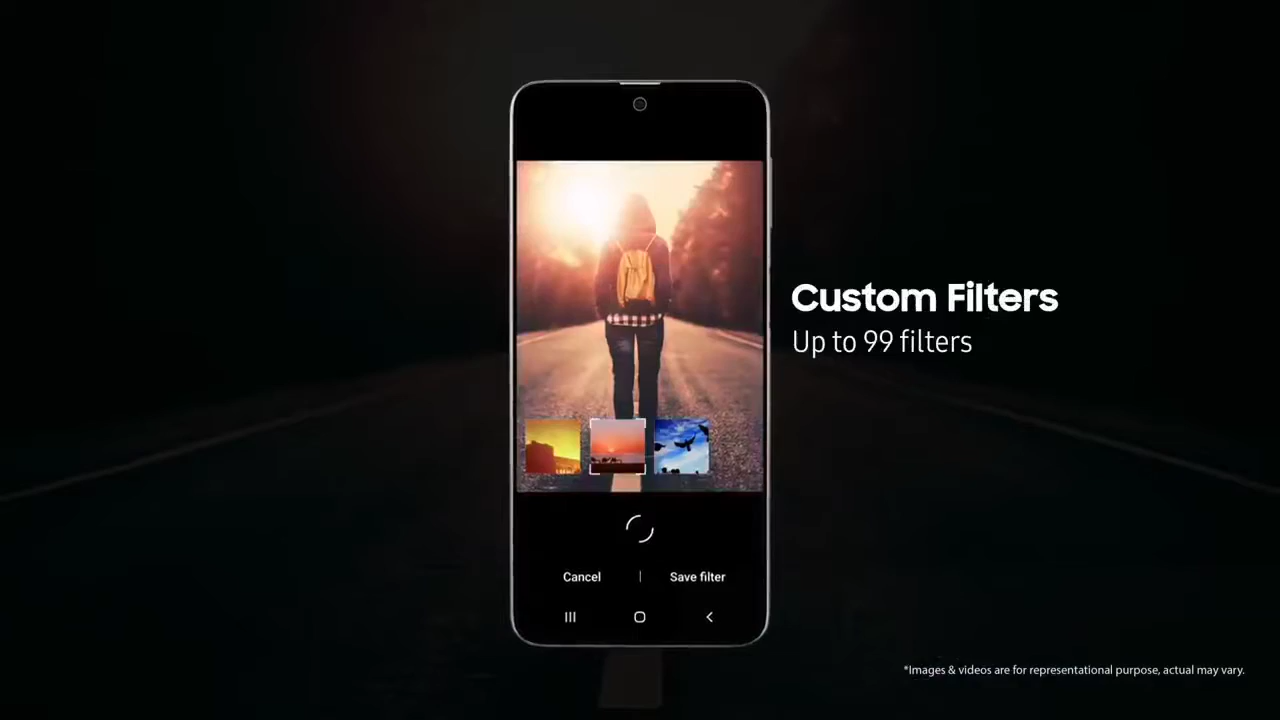 Custom Filters
Up to 99 filters
Cancel | Save filter
*Images & videos are for representational purpose, actual may vary.